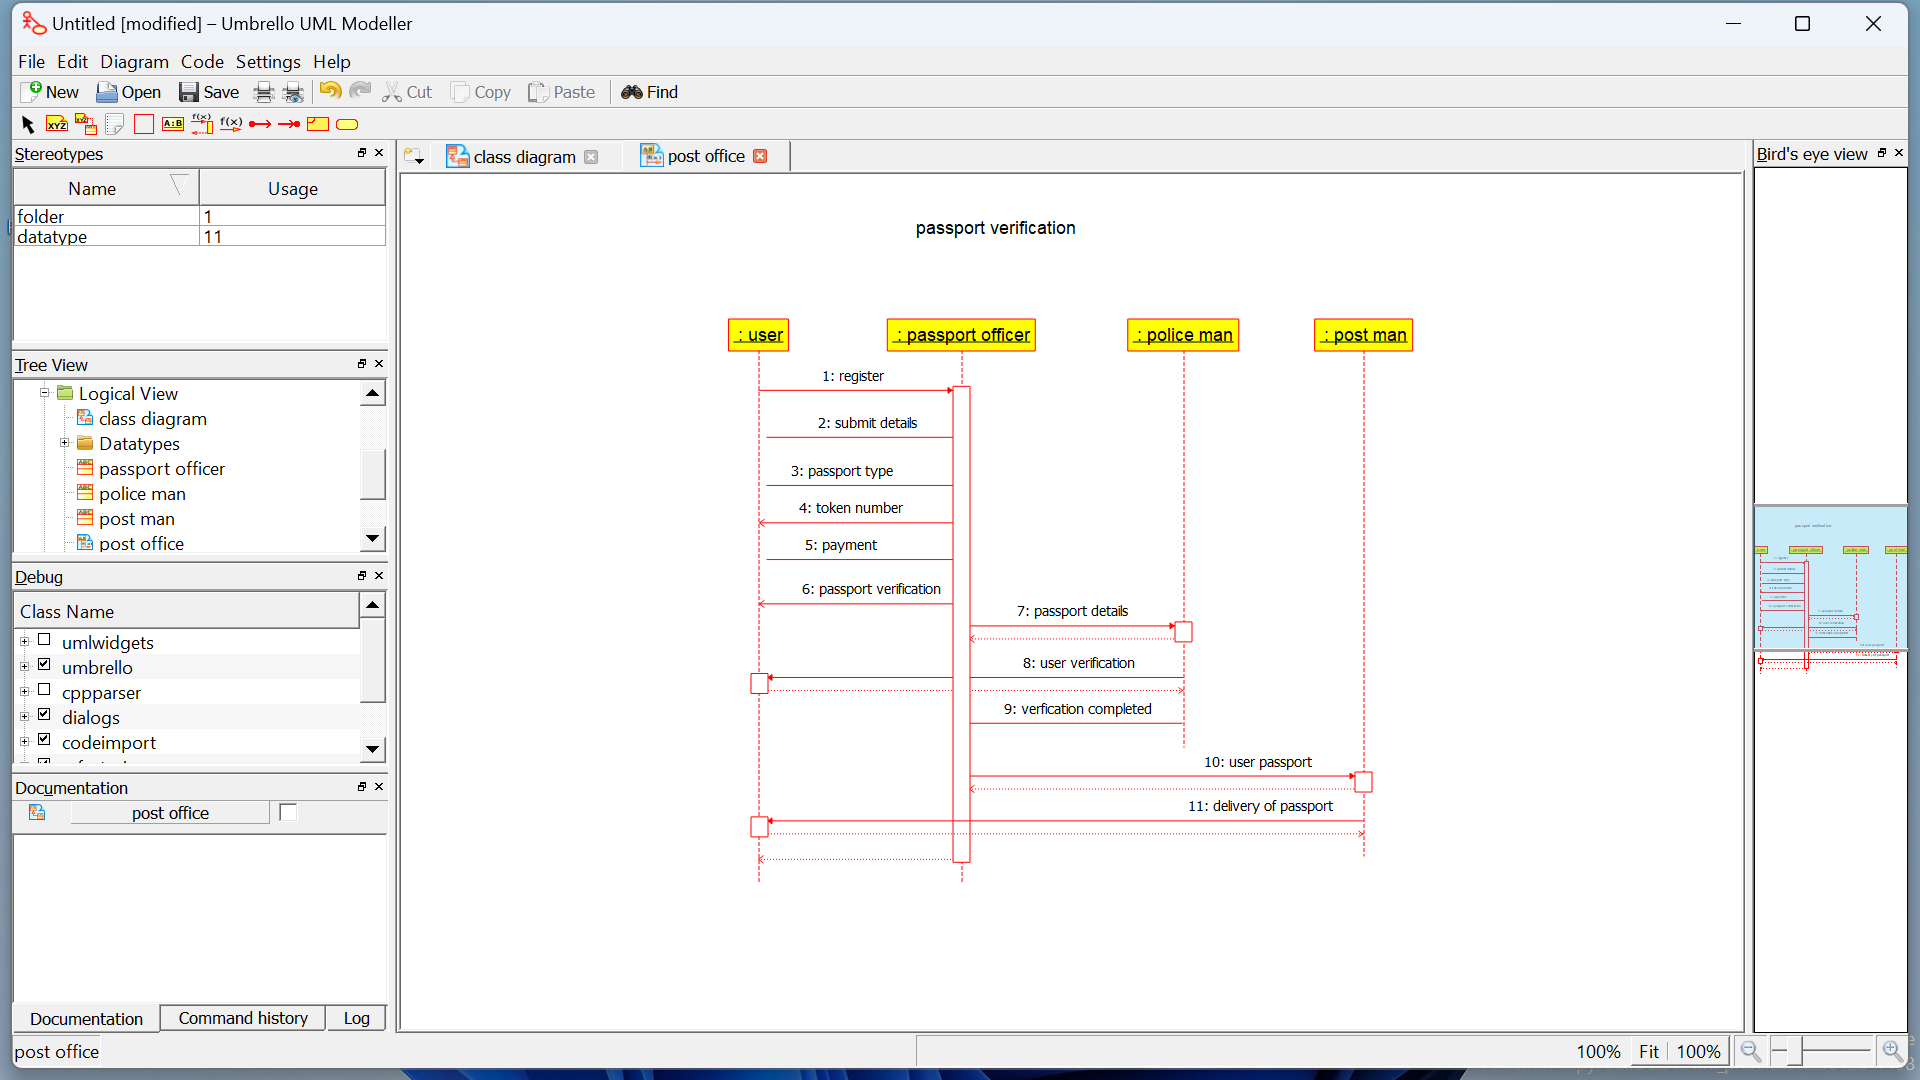 Untitled [modified] – Umbrello UML Modeller
File Edit Diagram Code Settings Help
New Open Save Cut Copy Paste Find
XYZ XYZ A:B f(x) f(x)
Stereotypes
Name Usage
folder 1
datatype 11
Tree View
Logical View
class diagram
Datatypes
passport officer
police man
post man
post office
Debug
Class Name
umlwidgets
umbrello
cppparser
dialogs
codeimport
Documentation
post office
Documentation Command history Log
post office
class diagram post office
passport verification
: user : passport officer : police man : post man
1: register
2: submit details
3: passport type
4: token number
5: payment
6: passport verification
7: passport details
8: user verification
9: verfication completed
10: user passport
11: delivery of passport
Bird's eye view
100% Fit 100%